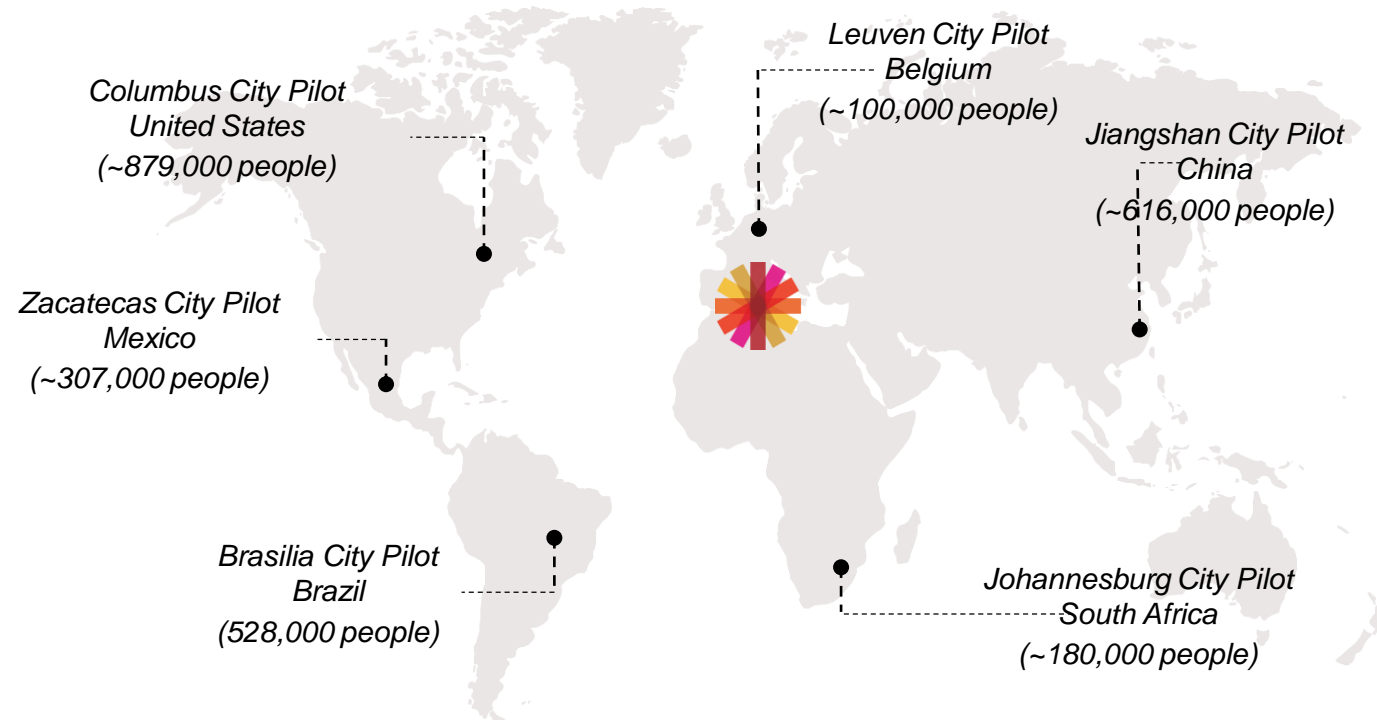 Leuven City Pilot
Belgium
(~100,000 people)
Columbus City Pilot
United States
(~879,000 people)
Jiangshan City Pilot
China
(~616,000 people)
Zacatecas City Pilot
Mexico
(~307,000 people)
Brasilia City Pilot
Brazil
(528,000 people)
Johannesburg City Pilot
South Africa
(~180,000 people)